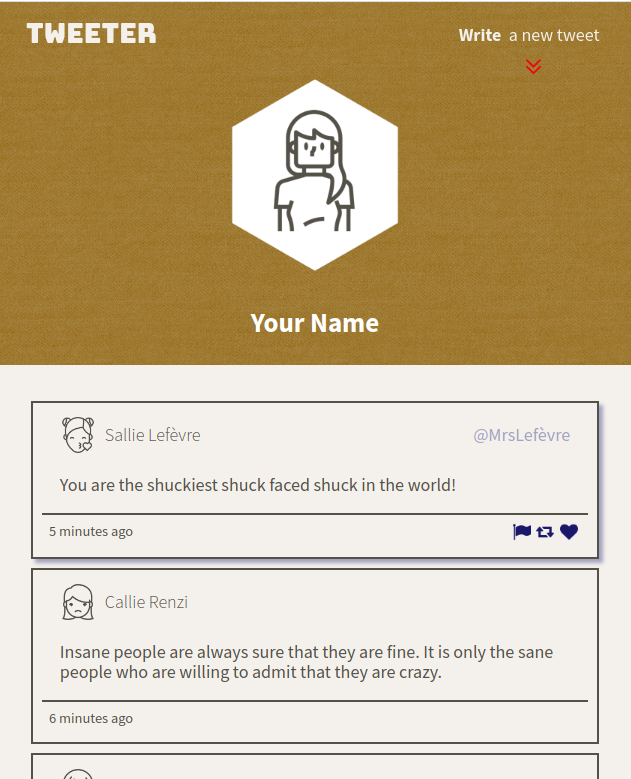 TWEETER
Write a new tweet
Your Name
Sallie Lefèvre @MrsLefèvre
You are the shuckiest shuck faced shuck in the world!
5 minutes ago
Callie Renzi
Insane people are always sure that they are fine. It is only the sane
people who are willing to admit that they are crazy.
6 minutes ago